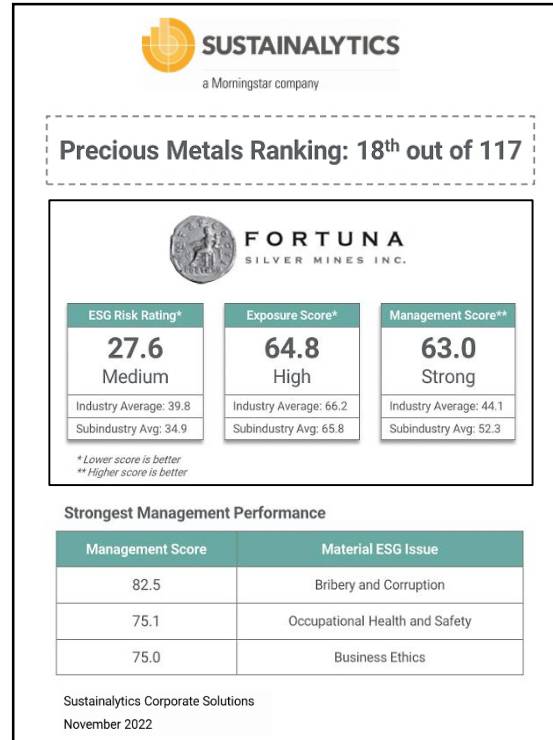 SUSTAINALYTICS
a Morningstar company
Precious Metals Ranking: 18th out of 117
FORTUNA
SILVER MINES INC.
ESG Risk Rating*
27.6
Medium
Industry Average: 39.8
Subindustry Avg: 34.9
Exposure Score*
64.8
High
Industry Average: 66.2
Subindustry Avg: 65.8
Management Score**
63.0
Strong
Industry Average: 44.1
Subindustry Avg: 52.3
* Lower score is better
** Higher score is better
Strongest Management Performance
Management Score Material ESG Issue
82.5 Bribery and Corruption
75.1 Occupational Health and Safety
75.0 Business Ethics
Sustainalytics Corporate Solutions
November 2022